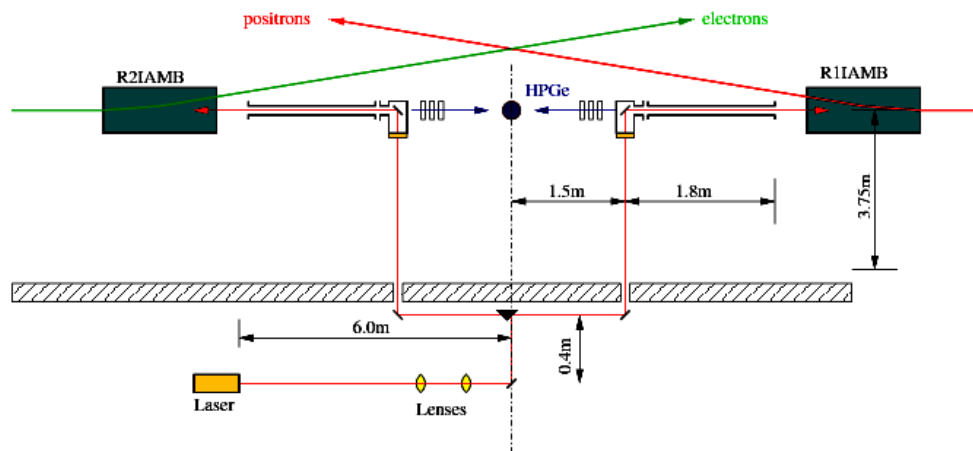 positrons
electrons
R2IAMB
HPGe
R1IAMB
1.5m
1.8m
3.75m
6.0m
0.4m
Laser
Lenses